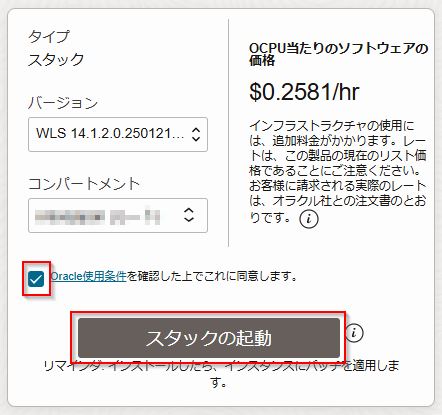 タイプ
スタック
バージョン
WLS 14.1.2.0.250121...
コンパートメント
OCPU当たりのソフトウェアの
価格
$0.2581/hr
インフラストラクチャの使用に
は、追加料金がかかります。レー
トは、この製品の現在のリスト価
格であることにご注意ください。
お客様に請求される実際のレート
は、オラクル社との注文書のとお
りです。
Oracle使用条件を確認した上でこれに同意します。
スタックの起動
リマインダ: インストールしたら、インスタンスにパッチを適用しま
す。